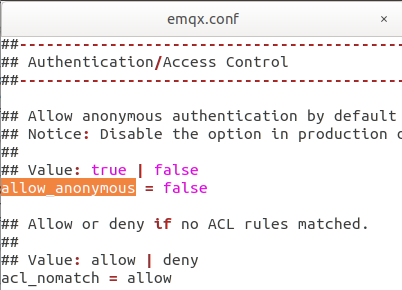 emqx.conf ×
##------------------------------------------
## Authentication/Access Control
##------------------------------------------
## Allow anonymous authentication by default
## Notice: Disable the option in production
##
## Value: true | false
allow_anonymous = false
## Allow or deny if no ACL rules matched.
##
## Value: allow | deny
acl_nomatch = allow